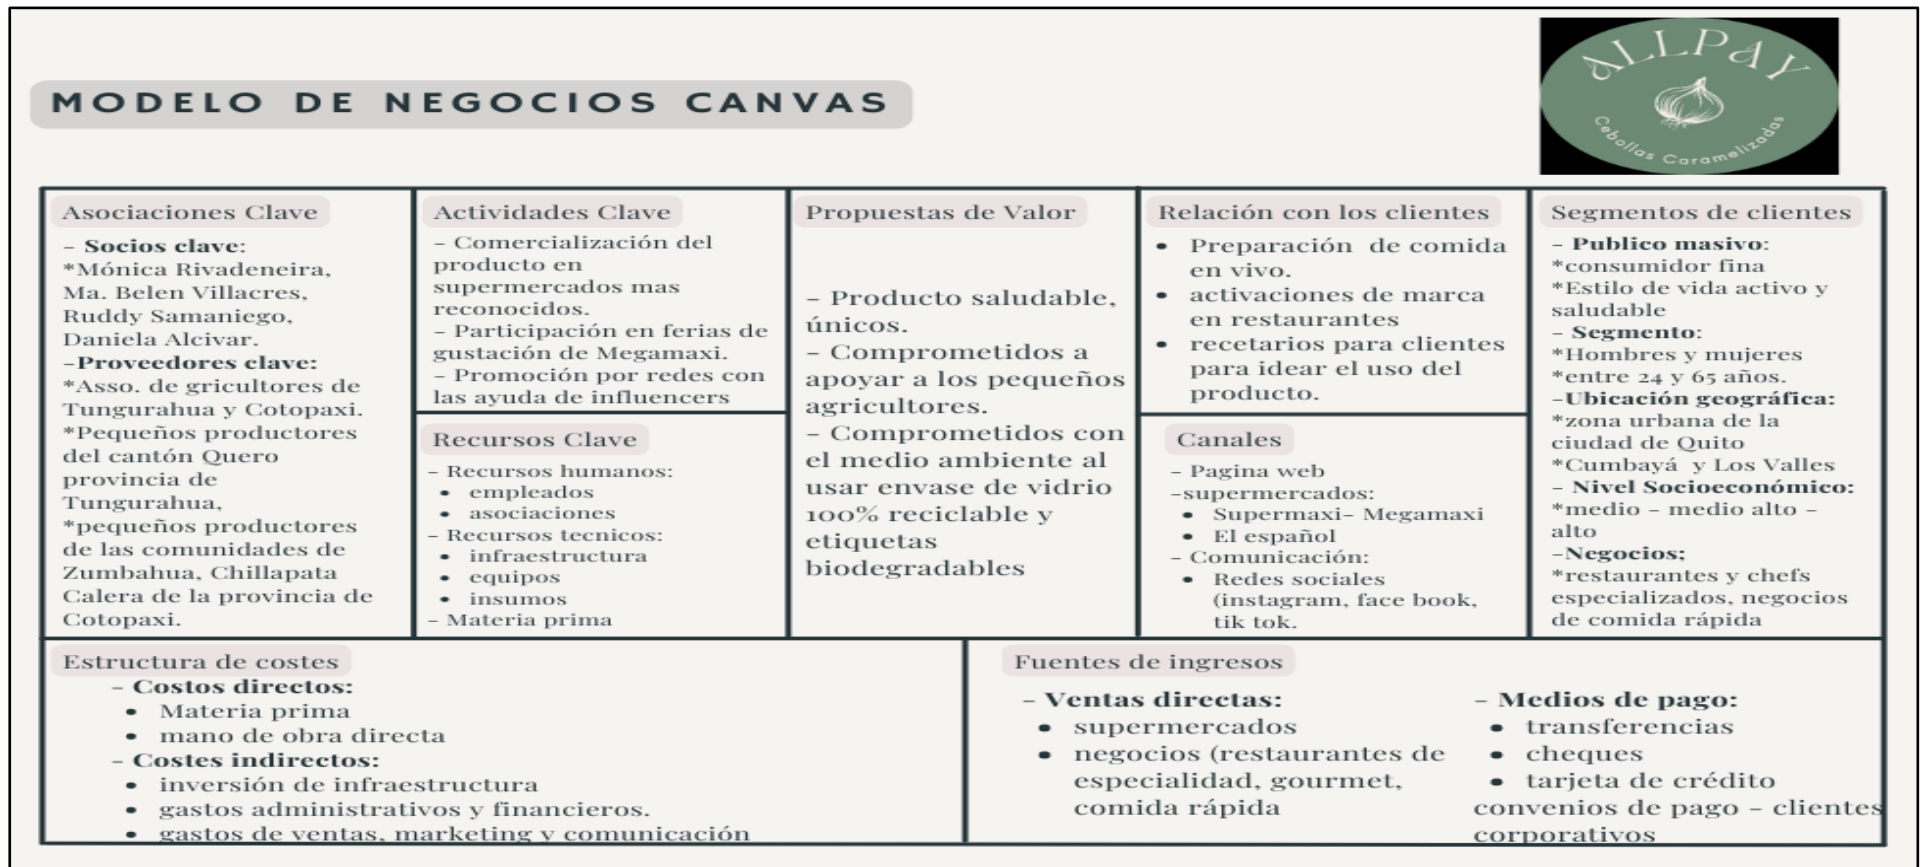 MODELO DE NEGOCIOS CANVAS
ALLPAY
Cebollas Caramelizadas
Asociaciones Clave
- Socios clave:
*Mónica Rivadeneira,
Ma. Belen Villacres,
Ruddy Samaniego,
Daniela Alcivar.
-Proveedores clave:
*Asso. de gricultores de
Tungurahua y Cotopaxi.
*Pequeños productores
del cantón Quero
provincia de
Tungurahua,
*pequeños productores
de las comunidades de
Zumbahua, Chillapata
Calera de la provincia de
Cotopaxi.
Actividades Clave
- Comercialización del
producto en
supermercados mas
reconocidos.
- Participación en ferias de
gustación de Megamaxi.
- Promoción por redes con
las ayuda de influencers
Recursos Clave
- Recursos humanos:
• empleados
• asociaciones
- Recursos tecnicos:
• infraestructura
• equipos
• insumos
- Materia prima
Propuestas de Valor
- Producto saludable,
únicos.
- Comprometidos a
apoyar a los pequeños
agricultores.
- Comprometidos con
el medio ambiente al
usar envase de vidrio
100% reciclable y
etiquetas
biodegradables
Relación con los clientes
• Preparación de comida
en vivo.
• activaciones de marca
en restaurantes
• recetarios para clientes
para idear el uso del
producto.
Canales
- Pagina web
-supermercados:
• Supermaxi- Megamaxi
• El español
- Comunicación:
• Redes sociales
(instagram, face book,
tik tok.
Segmentos de clientes
- Publico masivo:
*consumidor fina
*Estilo de vida activo y
saludable
- Segmento:
*Hombres y mujeres
*entre 24 y 65 años.
-Ubicación geográfica:
*zona urbana de la
ciudad de Quito
*Cumbayá y Los Valles
- Nivel Socioeconómico:
*medio - medio alto -
alto
-Negocios;
*restaurantes y chefs
especializados, negocios
de comida rápida
Estructura de costes
- Costos directos:
• Materia prima
• mano de obra directa
- Costes indirectos:
• inversión de infraestructura
• gastos administrativos y financieros.
• gastos de ventas, marketing y comunicación
Fuentes de ingresos
- Ventas directas:
• supermercados
• negocios (restaurantes de
especialidad, gourmet,
comida rápida
- Medios de pago:
• transferencias
• cheques
• tarjeta de crédito
convenios de pago - clientes
corporativos